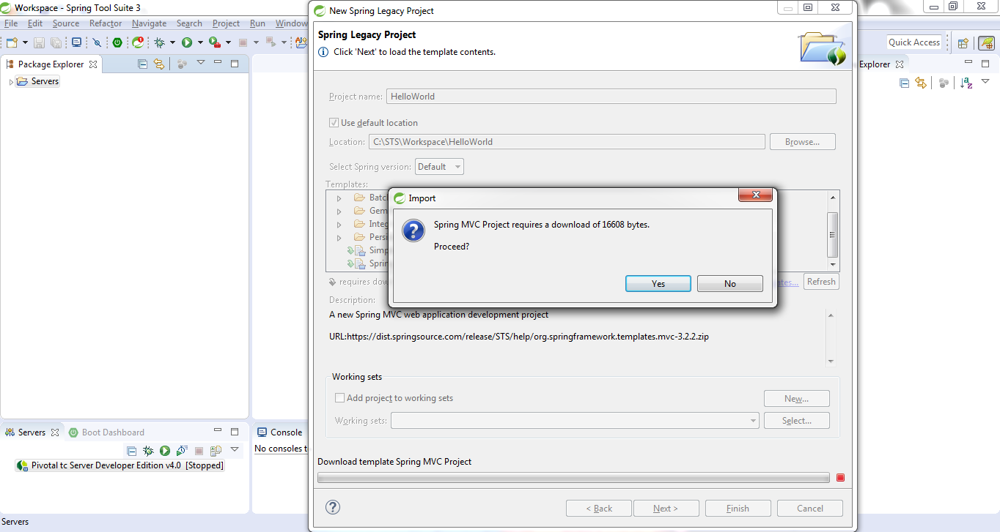 Workspace - Spring Tool Suite 3
File Edit Source Refactor Navigate Search Project Run Window
Quick Access
Package Explorer
Servers
Explorer
New Spring Legacy Project
Spring Legacy Project
Click 'Next' to load the template contents.
Project name: HelloWorld
Use default location
Location: C:\STS\Workspace\HelloWorld Browse...
Select Spring version: Default
Templates:
Batc
Gem
Integ
Persi
Simp
Sprin
requires dow
Refresh
Import
Spring MVC Project requires a download of 16608 bytes.
Proceed?
Yes No
Description:
A new Spring MVC web application development project
URL:https://dist.springsource.com/release/STS/help/org.springframework.templates.mvc-3.2.2.zip
Working sets
Add project to working sets New...
Working sets: Select...
Download template Spring MVC Project
< Back Next > Finish Cancel
Servers Boot Dashboard
Pivotal tc Server Developer Edition v4.0 [Stopped]
Console
No consoles t
Servers